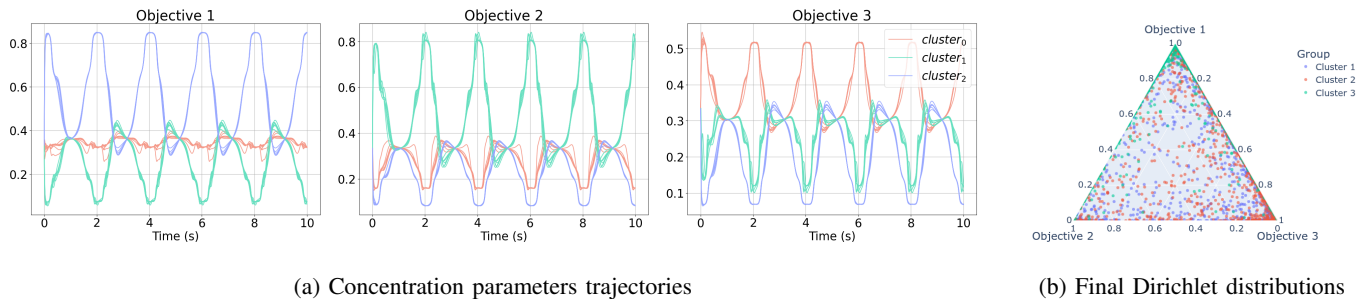 Objective 1
0.8
0.6
0.4
0.2
0 2 4 6 8 10
Time (s)
Objective 2
0.8
0.6
0.4
0.2
0 2 4 6 8 10
Time (s)
Objective 3
0.5
0.4
0.3
0.2
0.1
0 2 4 6 8 10
Time (s)
cluster0
cluster1
cluster2
(a) Concentration parameters trajectories
Objective 1
1.0
0.8 0.2
0.6 0.4
0.4 0.6
0.2 0.8
0 1
1 0.8 0.6 0.4 0.2 0
Objective 2 Objective 3
Group
Cluster 1
Cluster 2
Cluster 3
(b) Final Dirichlet distributions